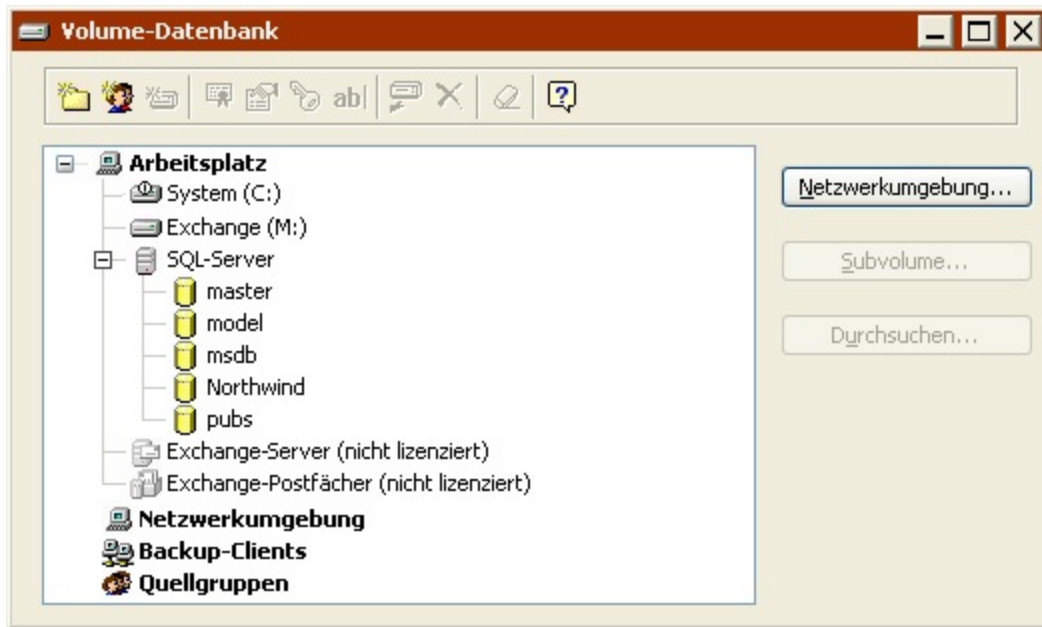 Volume-Datenbank
ab|
Arbeitsplatz
System (C:)
Netzwerkumgebung...
Exchange (M:)
SQL-Server
Subvolume...
master
model
Durchsuchen...
msdb
Northwind
pubs
Exchange-Server (nicht lizenziert)
Exchange-Postfächer (nicht lizenziert)
Netzwerkumgebung
Backup-Clients
Quellgruppen